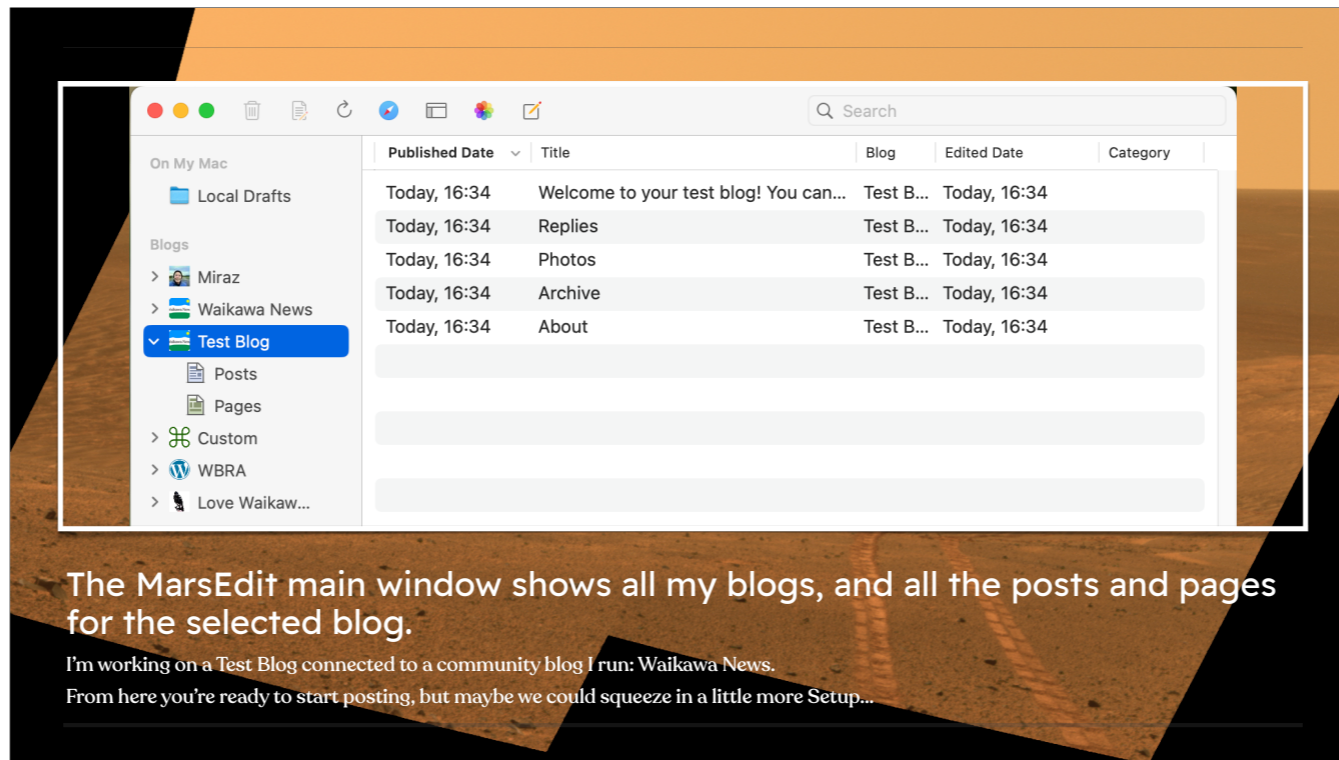 Search
On My Mac
Local Drafts
Blogs
Miraz
Waikawa News
Test Blog
Posts
Pages
Custom
WBRA
Love Waikaw...
Published Date Title Blog Edited Date Category
Today, 16:34 Welcome to your test blog! You can... Test B... Today, 16:34
Today, 16:34 Replies Test B... Today, 16:34
Today, 16:34 Photos Test B... Today, 16:34
Today, 16:34 Archive Test B... Today, 16:34
Today, 16:34 About Test B... Today, 16:34
The MarsEdit main window shows all my blogs, and all the posts and pages
for the selected blog.
I’m working on a Test Blog connected to a community blog I run: Waikawa News.
From here you’re ready to start posting, but maybe we could squeeze in a little more Setup...